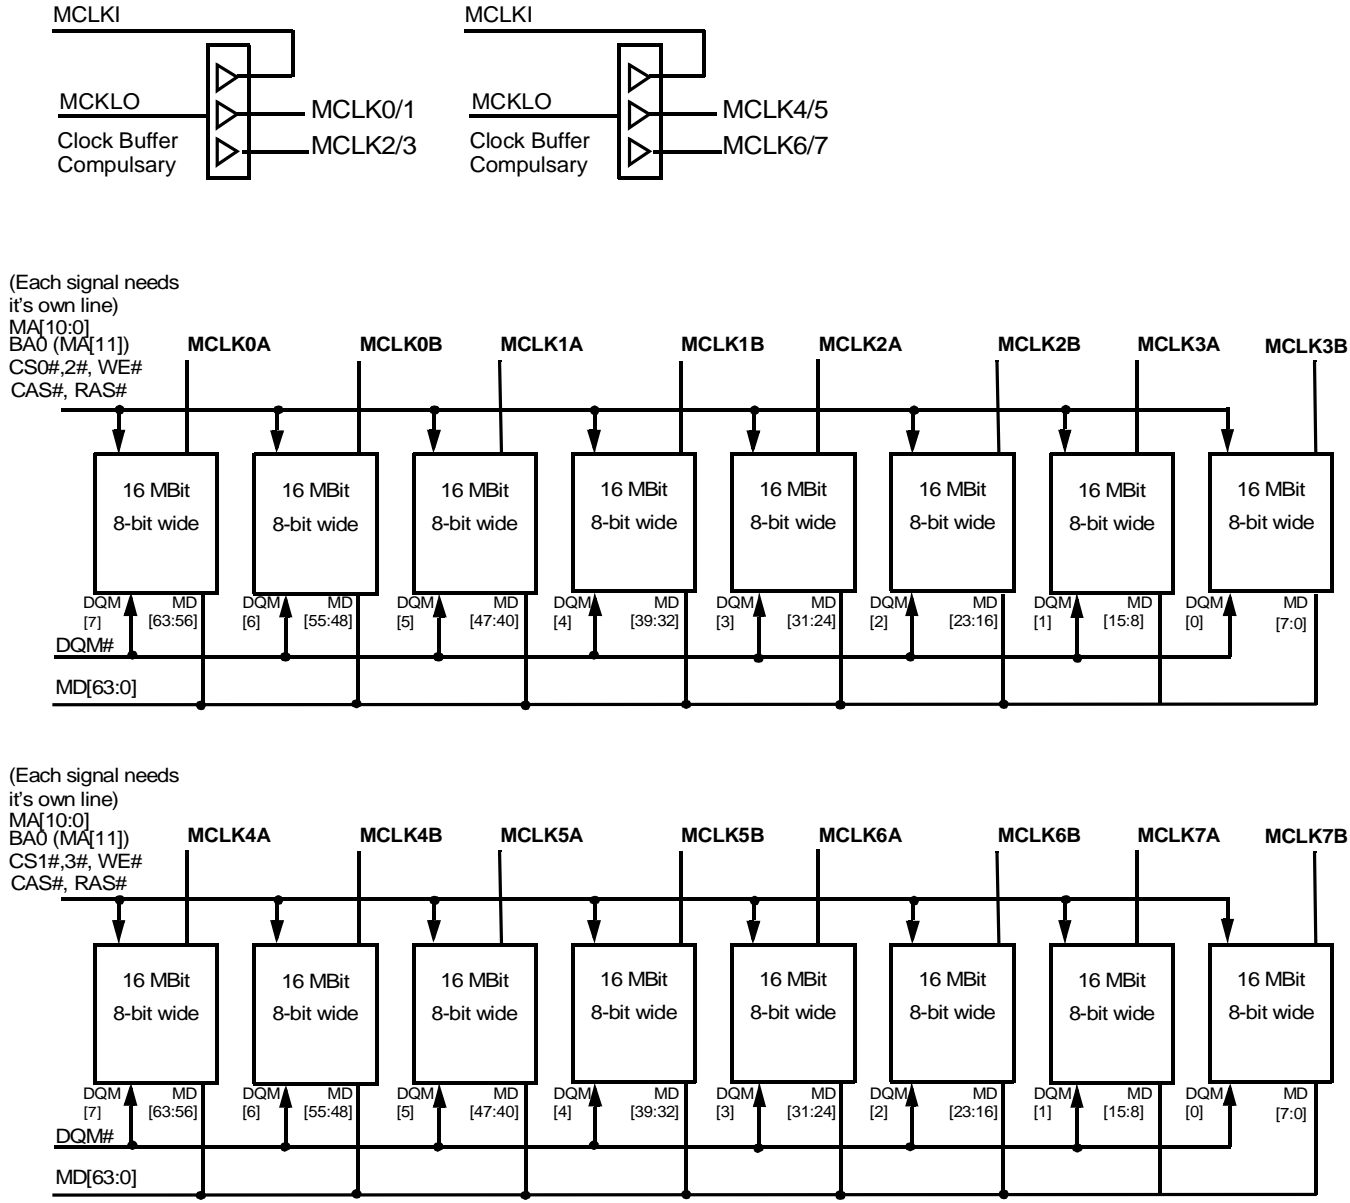 MCLKI
MCKLO
Clock Buffer
Compulsary
MCLK0/1
MCLK2/3
MCLKI
MCKLO
Clock Buffer
Compulsary
MCLK4/5
MCLK6/7
(Each signal needs
it's own line)
MA[10:0]
BA0 (MA[11])
CS0#,2#, WE#
CAS#, RAS#
MCLK0A MCLK0B MCLK1A MCLK1B MCLK2A MCLK2B MCLK3A MCLK3B
16 MBit 16 MBit 16 MBit 16 MBit 16 MBit 16 MBit 16 MBit 16 MBit
8-bit wide 8-bit wide 8-bit wide 8-bit wide 8-bit wide 8-bit wide 8-bit wide 8-bit wide
DQM MD DQM MD DQM MD DQM MD DQM MD DQM MD DQM MD DQM MD
[7] [63:56] [6] [55:48] [5] [47:40] [4] [39:32] [3] [31:24] [2] [23:16] [1] [15:8] [0] [7:0]
DQM#
MD[63:0]
(Each signal needs
it's own line)
MA[10:0]
BA0 (MA[11])
CS1#,3#, WE#
CAS#, RAS#
MCLK4A MCLK4B MCLK5A MCLK5B MCLK6A MCLK6B MCLK7A MCLK7B
16 MBit 16 MBit 16 MBit 16 MBit 16 MBit 16 MBit 16 MBit 16 MBit
8-bit wide 8-bit wide 8-bit wide 8-bit wide 8-bit wide 8-bit wide 8-bit wide 8-bit wide
DQM MD DQM MD DQM MD DQM MD DQM MD DQM MD DQM MD DQM MD
[7] [63:56] [6] [55:48] [5] [47:40] [4] [39:32] [3] [31:24] [2] [23:16] [1] [15:8] [0] [7:0]
DQM#
MD[63:0]